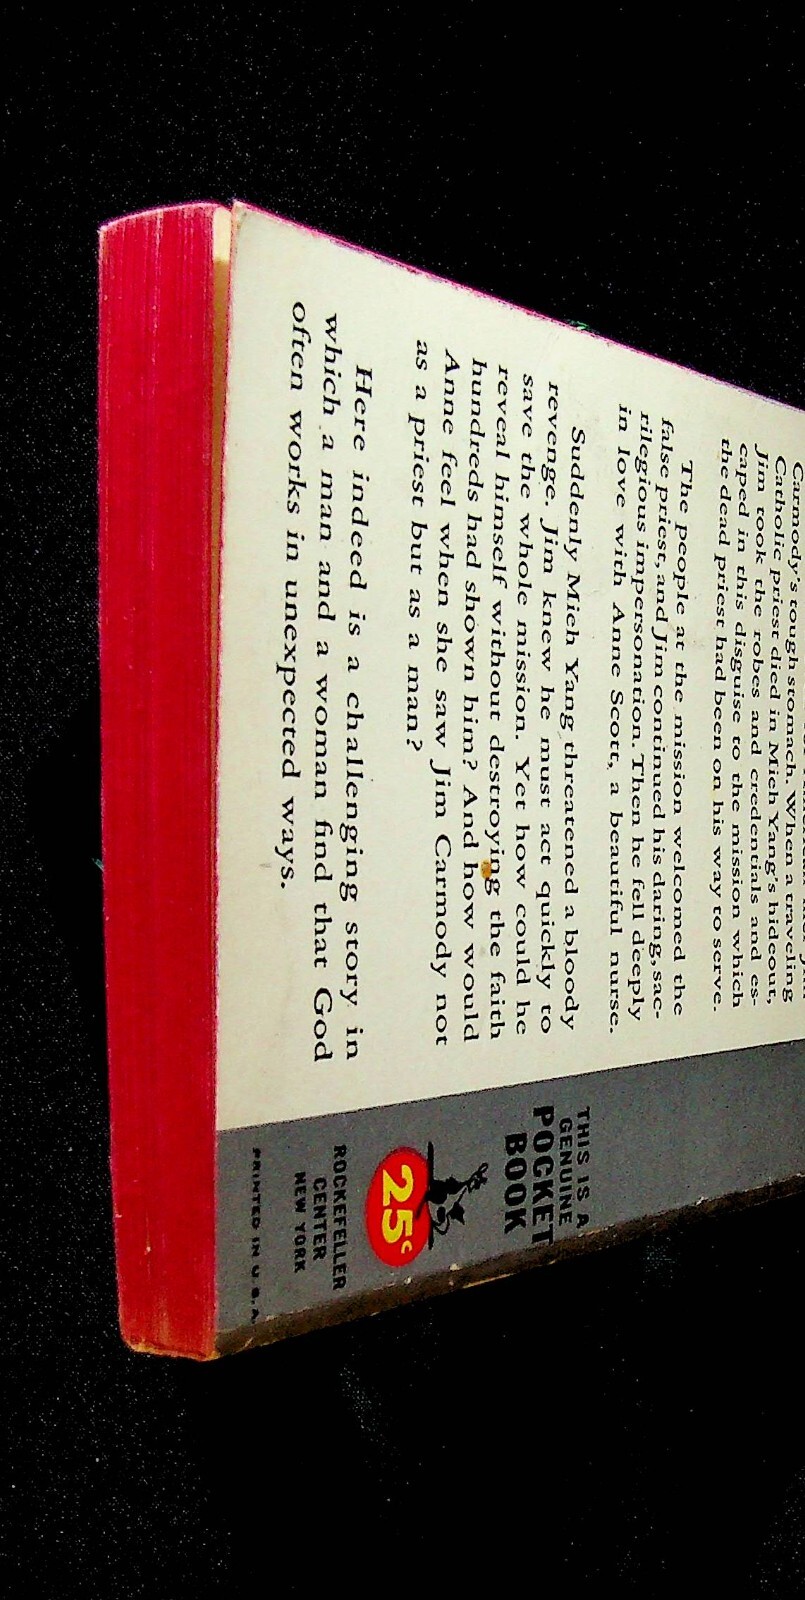 Carmody's tough stomach. When a traveling
Catholic priest died in Mieh Yang's hideout,
Jim took the robes and credentials and es-
caped in this disguise to the mission which
the dead priest had been on his way to serve.
The people at the mission welcomed the
false priest, and Jim continued his daring, sac-
rilegious impersonation. Then he fell deeply
in love with Anne Scott, a beautiful nurse.
Suddenly Mieh Yang threatened a bloody
revenge. Jim knew he must act quickly to
save the whole mission. Yet how could he
reveal himself without destroying the faith
hundreds had shown him? And how would
Anne feel when she saw Jim Carmody not
as a priest but as a man?
Here indeed is a challenging story in
which a man and a woman find that God
often works in unexpected ways.
THIS IS A
GENUINE
POCKET
BOOK
25¢
ROCKEFELLER
CENTER
NEW YORK
PRINTED IN U.S.A.